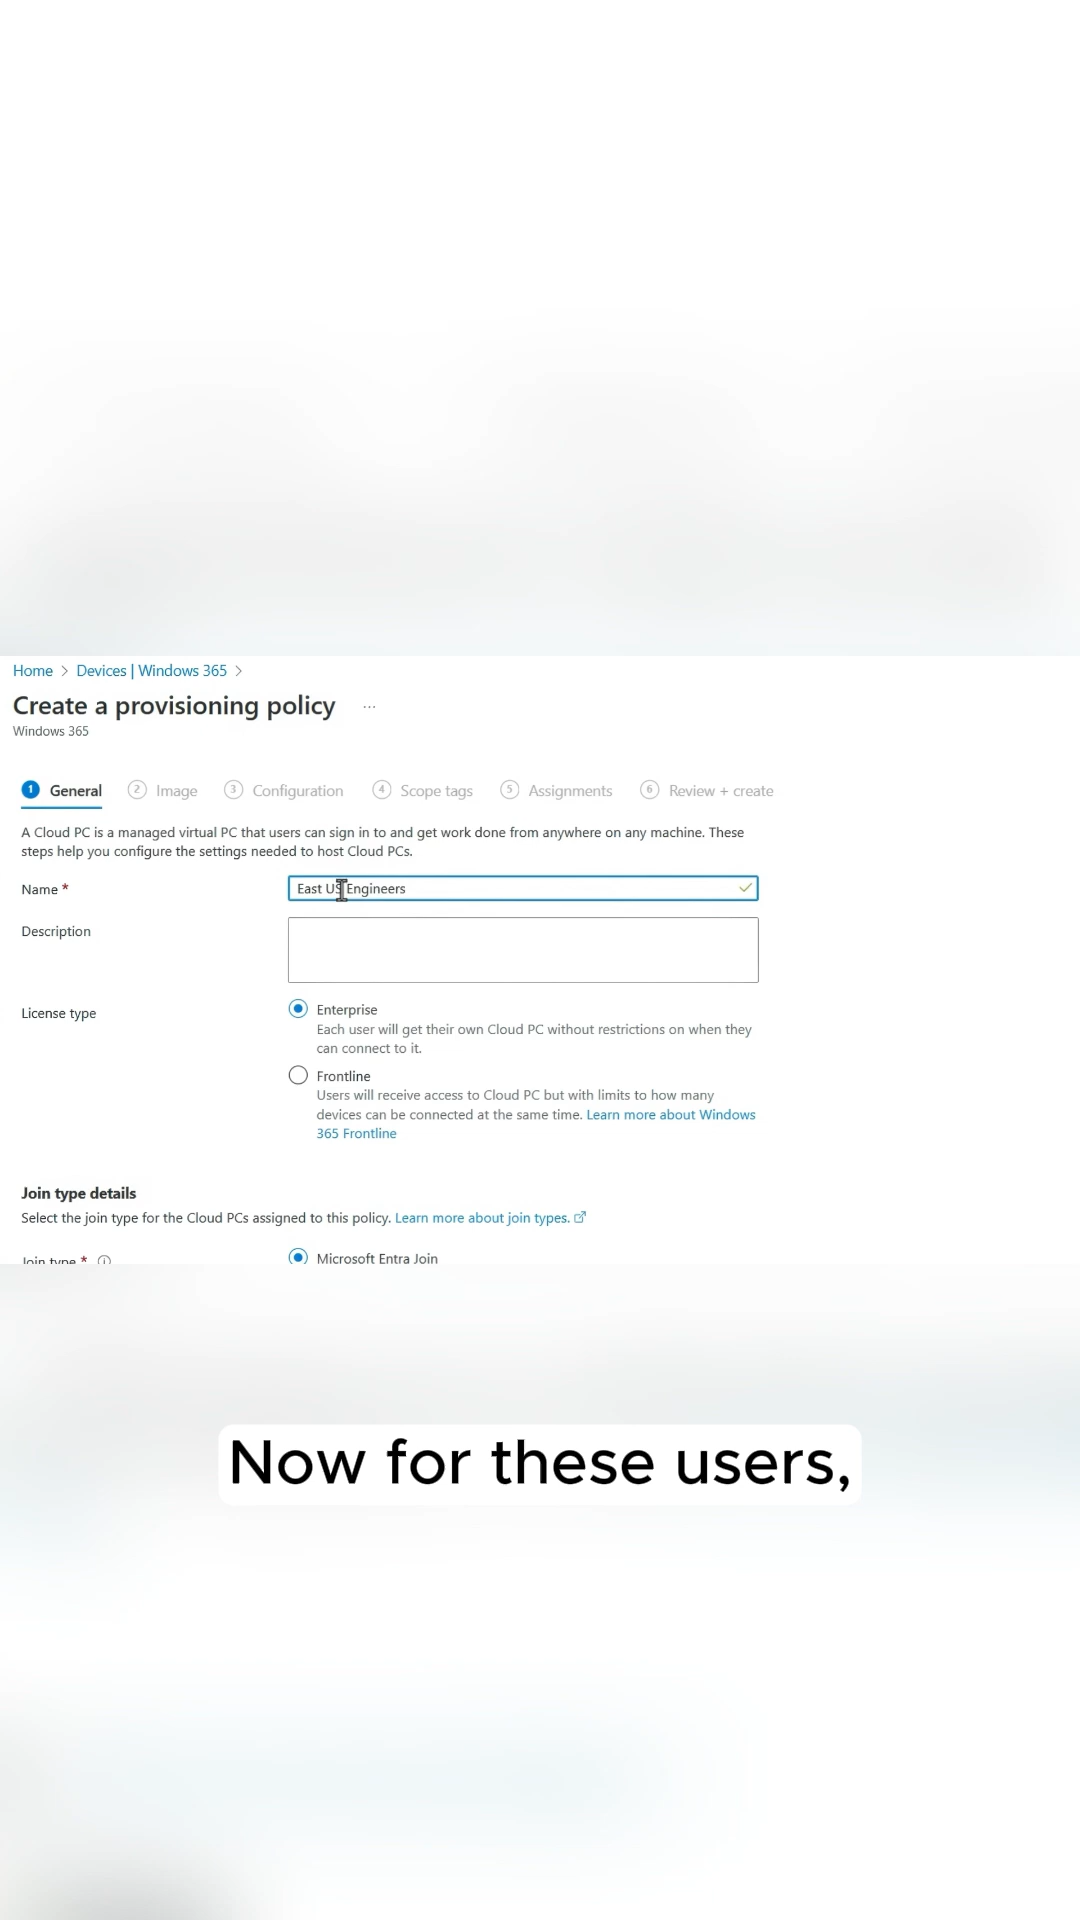 Home > Devices | Windows 365 >
Create a provisioning policy ...
Windows 365
1 General 2 Image 3 Configuration 4 Scope tags 5 Assignments 6 Review + create
A Cloud PC is a managed virtual PC that users can sign in to and get work done from anywhere on any machine. These
steps help you configure the settings needed to host Cloud PCs.
Name * East US Engineers
Description
License type Enterprise
Each user will get their own Cloud PC without restrictions on when they
can connect to it.
Frontline
Users will receive access to Cloud PC but with limits to how many
devices can be connected at the same time. Learn more about Windows
365 Frontline
Join type details
Select the join type for the Cloud PCs assigned to this policy. Learn more about join types.
Join type * Microsoft Entra Join
Now for these users,